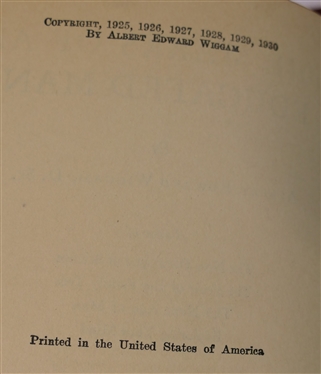 Copyright, 1925, 1926, 1927, 1928, 1929, 1930
By Albert Edward Wiggam
Printed in the United States of America